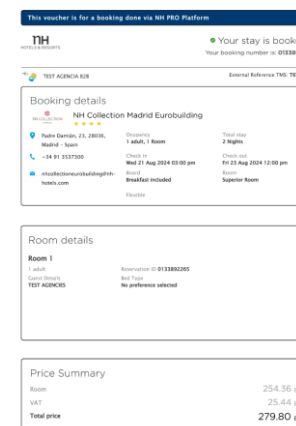 This voucher is for a booking done via NH PRO Platform
NH
HOTELS & RESORTS
Your stay is book
Your booking number is: 01338
TEST AGENCIA B2B
External Reference TMS: TE
Booking details
NH COLLECTION
NH Collection Madrid Eurobuilding
Padre Damián, 23, 28036,
Madrid - Spain
Ocupancy
1 adult, 1 Room
Total stay
2 Nights
+34 91 3537300
Check in
Wed 21 Aug 2024 03:00 pm
Check out
Fri 23 Aug 2024 12:00 pm
nhcollectioneurobuilding@nh-
hotels.com
Board
Breakfast included
Room
Superior Room
Flexible
Room details
Room 1
1 adult
Reservation ID 0133892265
Guest Details
TEST AGENCIES
Bed Type
No preference selected
Price Summary
Room
254.36
VAT
25.44
Total price
279.80